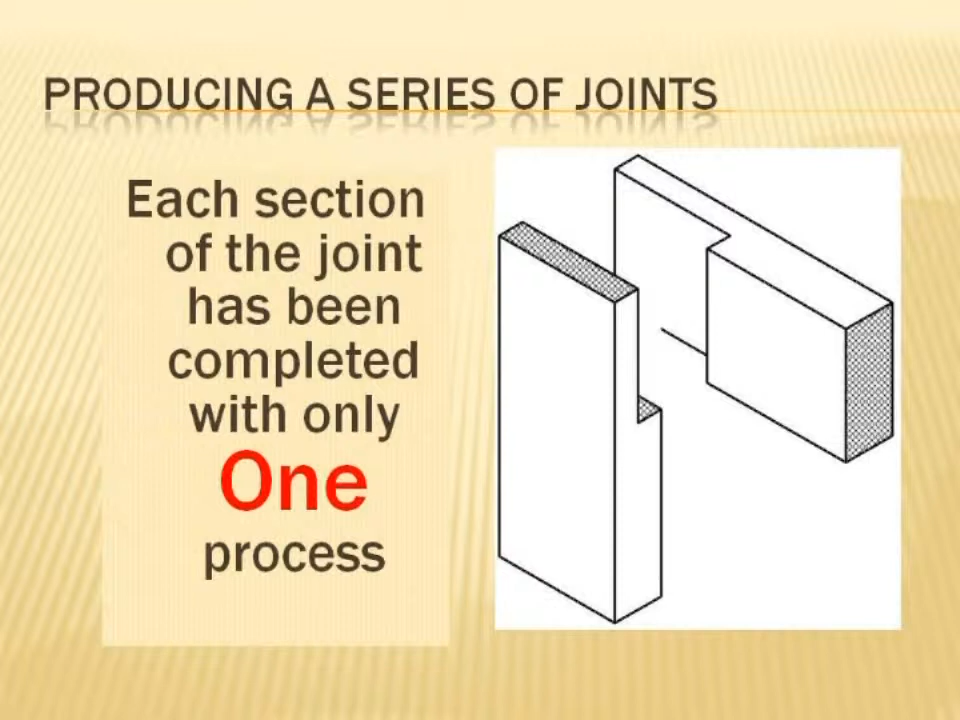 PRODUCING A SERIES OF JOINTS
Each section
of the joint
has been
completed
with only
One
process